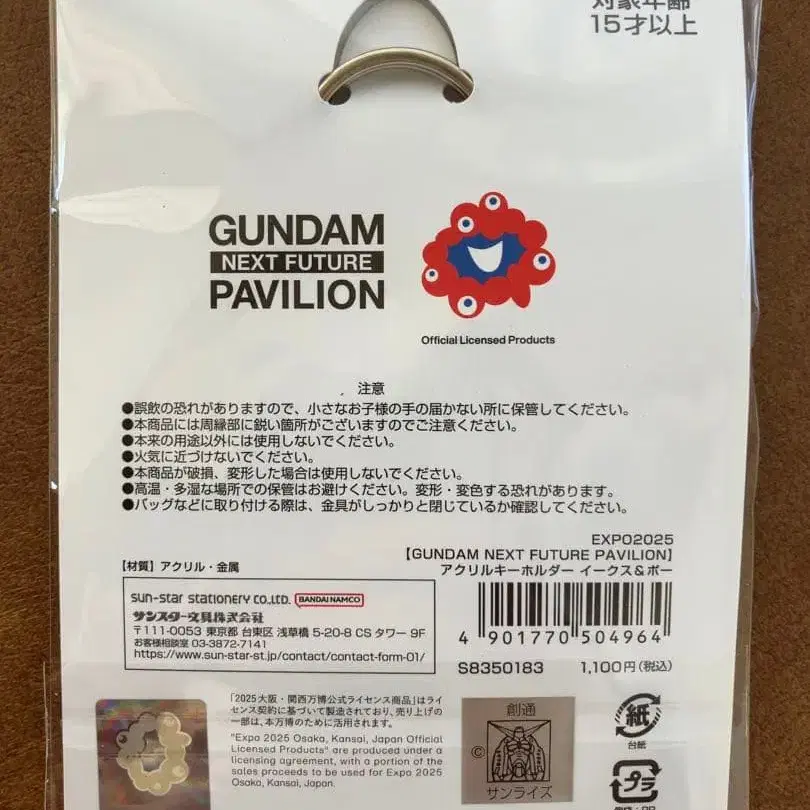 対象年齢
15才以上
GUNDAM
NEXT FUTURE
PAVILION
Official Licensed Products
注意
●誤飲の恐れがありますので、小さなお子様の手の届かない所に保管してください。
●本商品には周縁部に鋭い箇所がございますのでご注意ください。
●本来の用途以外には使用しないでください。
●火気に近づけないでください。
●本商品が破損、変形した場合は使用しないでください。
●高温・多湿な場所での保管はお避けください。変形・変色する恐れがあります。
●バッグなどに取り付ける際は、金具がしっかりと閉じているか確認してください。
EXPO2025
【GUNDAM NEXT FUTURE PAVILION】
【材質】アクリル・金属
アクリルキーホルダー イークス&ボー
sun-star stationery CO.,LTD. BANDAI NAMCO
サンスター文具株式会社
〒111-0053 東京都 台東区 浅草橋 5-20-8 CS タワー 9F
お客様相談室 03-3872-7141
https://www.sun-star-st.jp/contact/contact-form-01/
4 901770 504964
S8350183 1,100円(税込)
「2025大阪・関西万博公式ライセンス商品」はライ
センス契約に基づいて製造されており、売り上げの
一部は、本万博のために活用されます。
"Expo 2025 Osaka, Kansai, Japan Official
Licensed Products" are produced under a
licensing agreement, with a portion of the
sales proceeds to be used for Expo 2025
Osaka, Kansai, Japan.
創通
©
サンライズ
紙
台紙
プラ